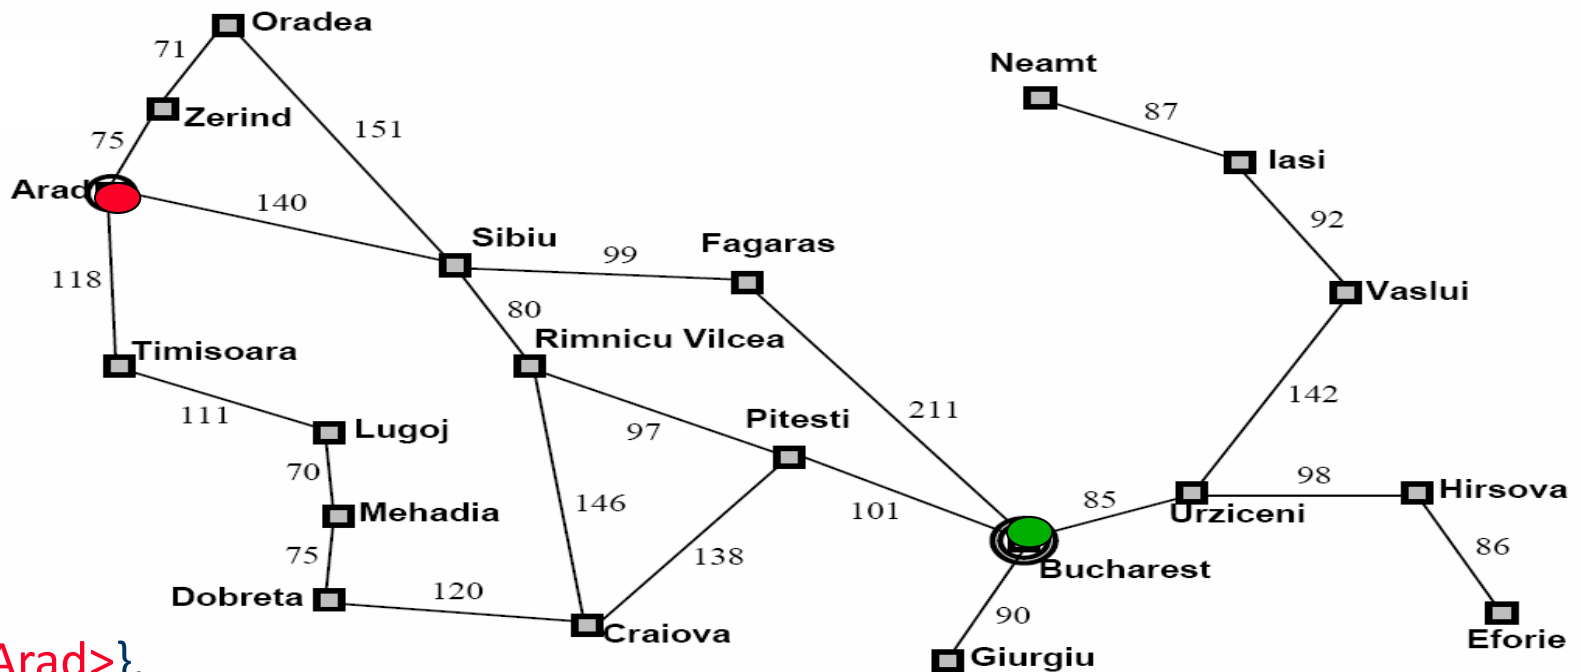 Oradea
71
Neamt
87
Zerind
151
75
Iasi
Arad
140
92
Sibiu
Fagaras
99
118
Vaslui
80
Rimnicu Vilcea
Timisoara
142
111
211
Pitesti
Lugoj
97
70
98
Hirsova
146
85
Mehadia
101
Urziceni
75
138
86
Bucharest
Dobreta
120
90
Craiova
Eforie
Giurgiu
Arad>}.